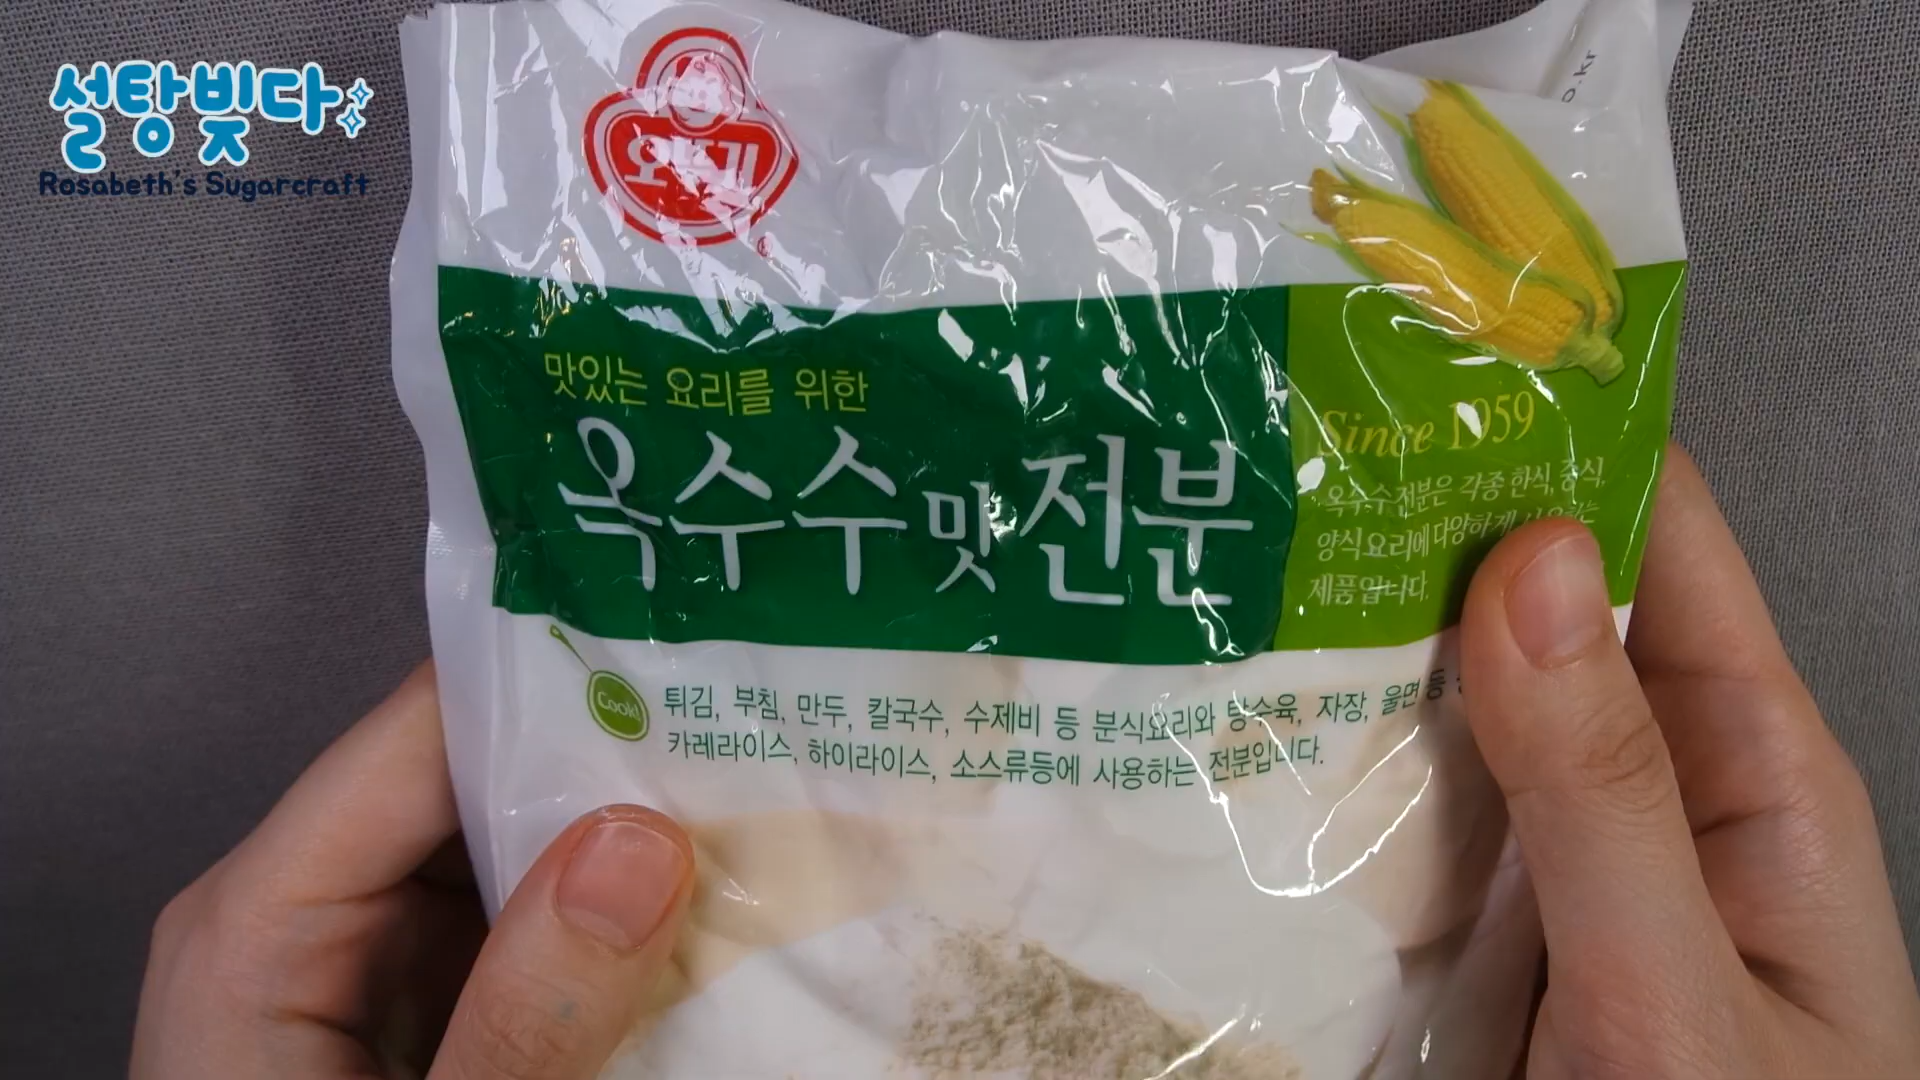 설탕빚다
Rosabeth's Sugarcraft
오뚜기
o.kr
맛있는 요리를 위한
옥수수맛전분
Since 1959
옥수수전분은 각종 한식, 중식,
양식요리에 다양하게
제품입니다.
Cook!
튀김, 부침, 만두, 칼국수, 수제비 등 분식요리와 탕수육, 자장, 울면 등
카레라이스, 하이라이스, 소스류등에 사용하는 전분입니다.